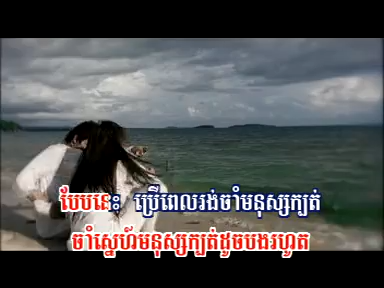 បែបនេះ ប្រើពេលរង់ចាំមនុស្សក្បត់
ចាំស្នេហ៍មនុស្សក្បត់ដូចបងរហូត